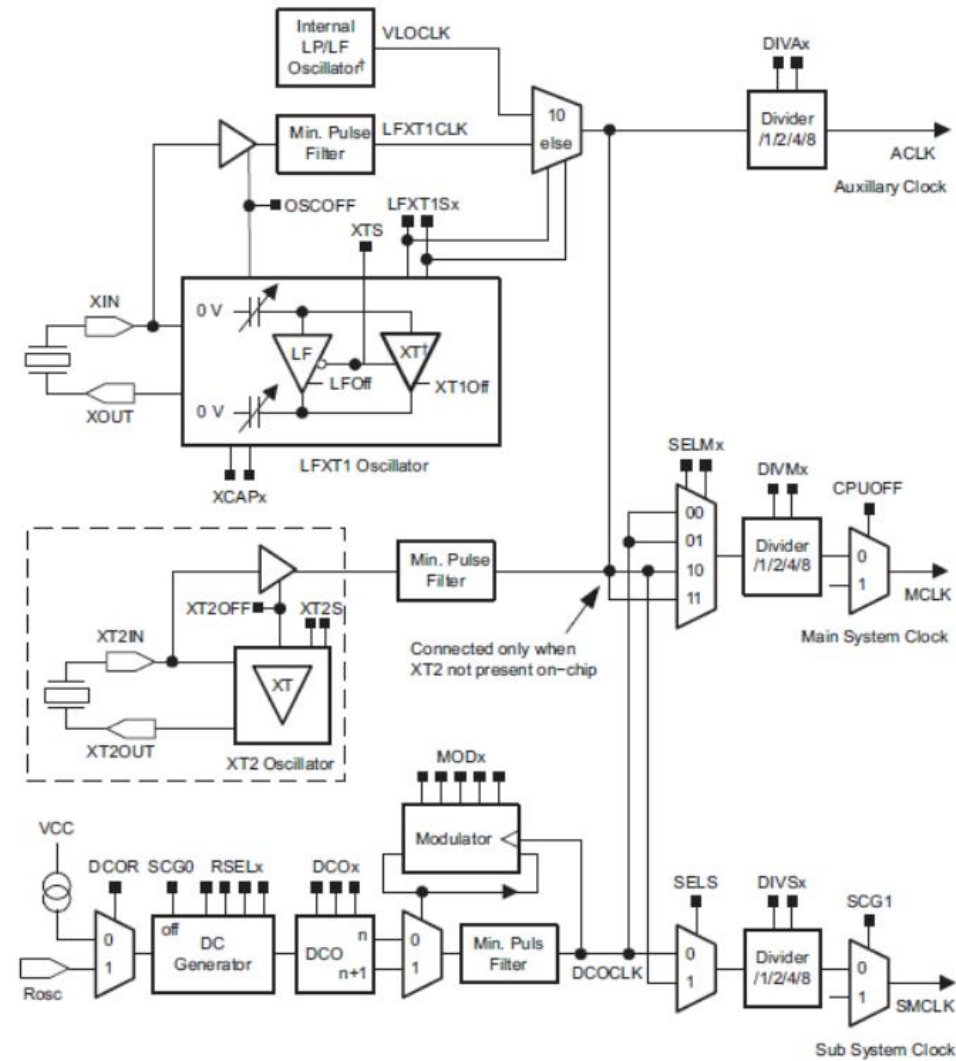 Internal
LP/LF
Oscillator†
VLOCLK
DIVAx
10
else
Divider
/1/2/4/8
ACLK
Auxillary Clock
Min. Pulse
Filter
LFXT1CLK
OSCOFF
LFXT1Sx
XTS
XIN
0 V
LF
XT†
LFOff
XT1Off
0 V
XOUT
LFXT1 Oscillator
XCAPx
SELMx
DIVMx
CPUOFF
00
01
10
11
Divider
/1/2/4/8
0
1
MCLK
Main System Clock
Min. Pulse
Filter
XT2OFF
XT2S
XT2IN
XT
XT2OUT
XT2 Oscillator
Connected only when
XT2 not present on-chip
MODx
Modulator
VCC
DCOR
SCG0
RSELx
DCOx
0
1
off
DC
Generator
DCO
n
n+1
0
1
Min. Puls
Filter
DCOCLK
Rosc
SELS
DIVSx
SCG1
0
1
Divider
/1/2/4/8
0
1
SMCLK
Sub System Clock